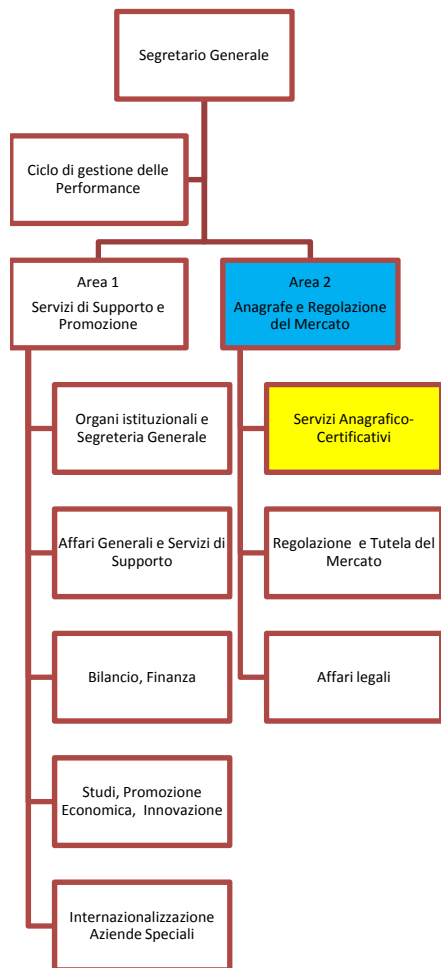 Segretario Generale
Ciclo di gestione delle
Performance
Area 1
Servizi di Supporto e
Promozione
Area 2
Anagrafe e Regolazione
del Mercato
Organi istituzionali e
Segreteria Generale
Servizi Anagrafico-
Certificativi
Affari Generali e Servizi di
Supporto
Regolazione e Tutela del
Mercato
Bilancio, Finanza
Affari legali
Studi, Promozione
Economica, Innovazione
Internazionalizzazione
Aziende Speciali